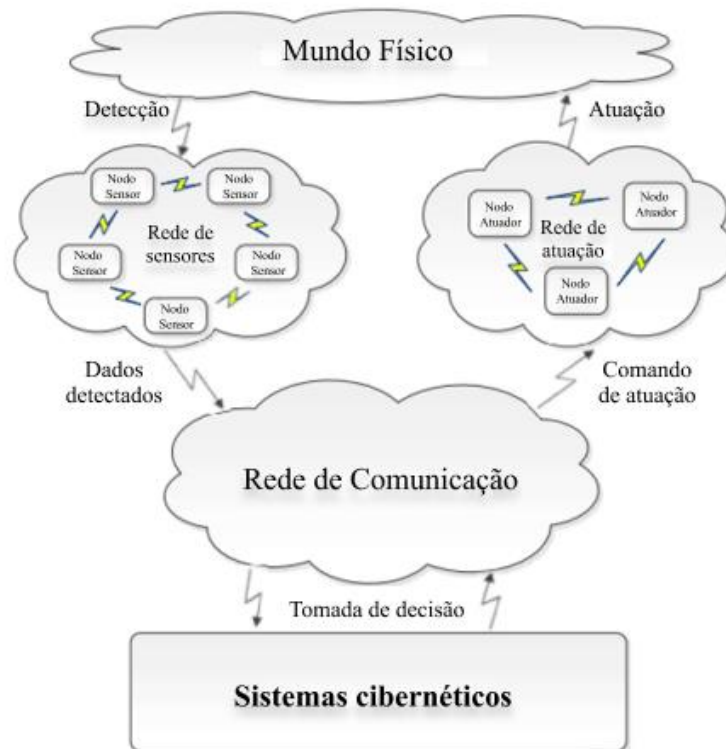 Mundo Físico
Detecção
Atuação
Nodo
Sensor
Nodo
Sensor
Rede de
sensores
Nodo
Sensor
Nodo
Sensor
Nodo
Sensor
Nodo
Atuador
Nodo
Atuador
Rede de
atuação
Nodo
Atuador
Dados
detectados
Comando
de atuação
Rede de Comunicação
Tomada de decisão
Sistemas cibernéticos